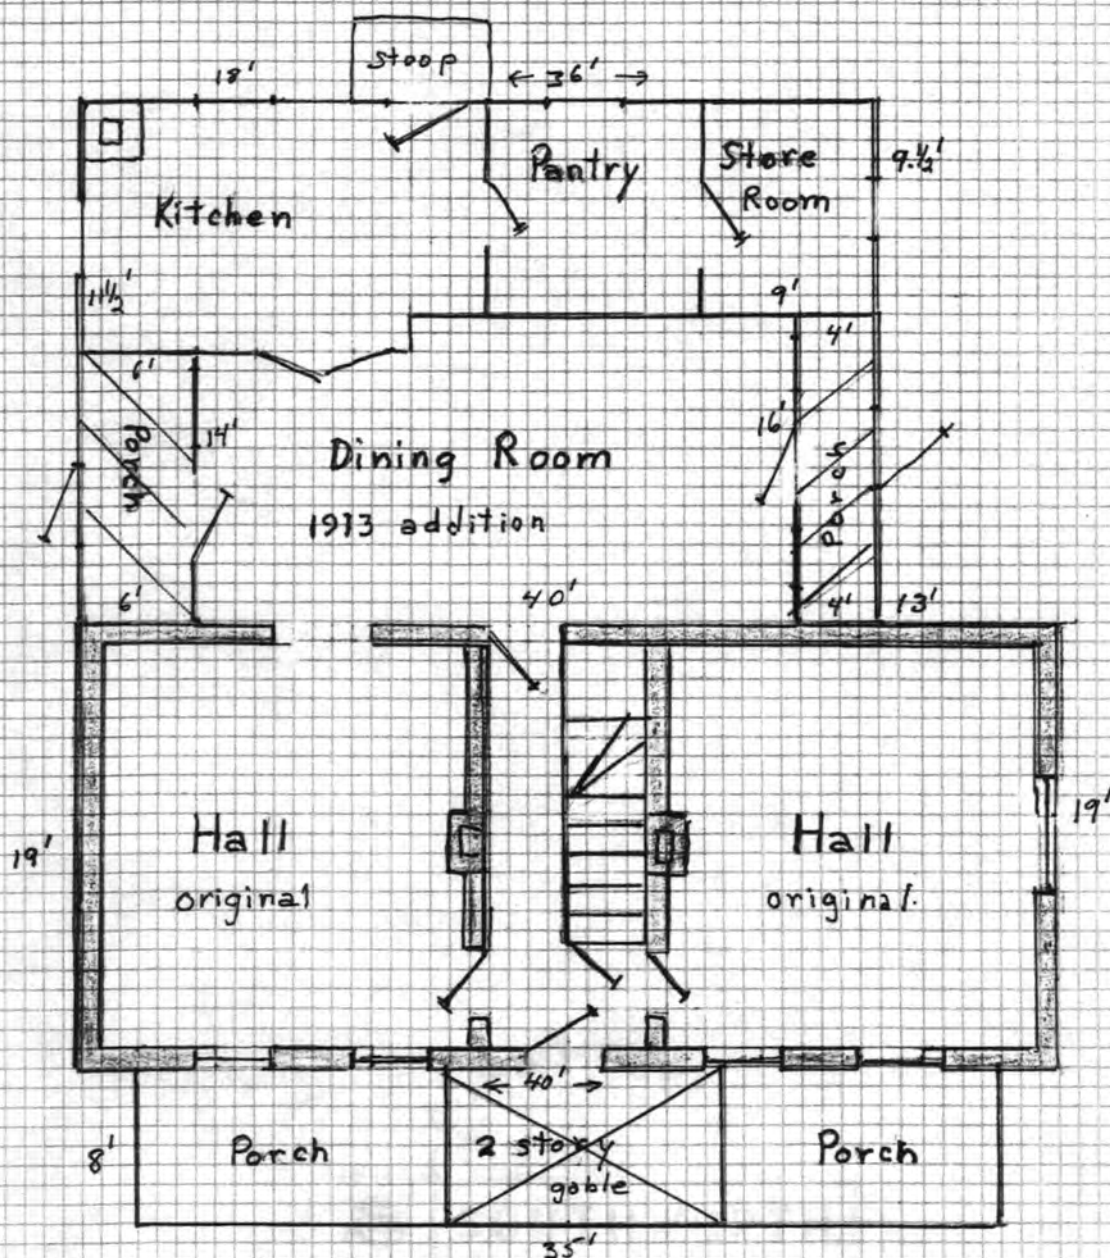 stoop
18'
← 36' →
Pantry
Store
Room
9.½'
Kitchen
11½'
9'
6'
4'
14'
16'
Porch
Dining Room
Porch
1913 addition
6'
40'
4'
13'
Hall
original
Hall
original.
19'
19'
← 40' →
8'
Porch
2 story
gable
Porch
35'